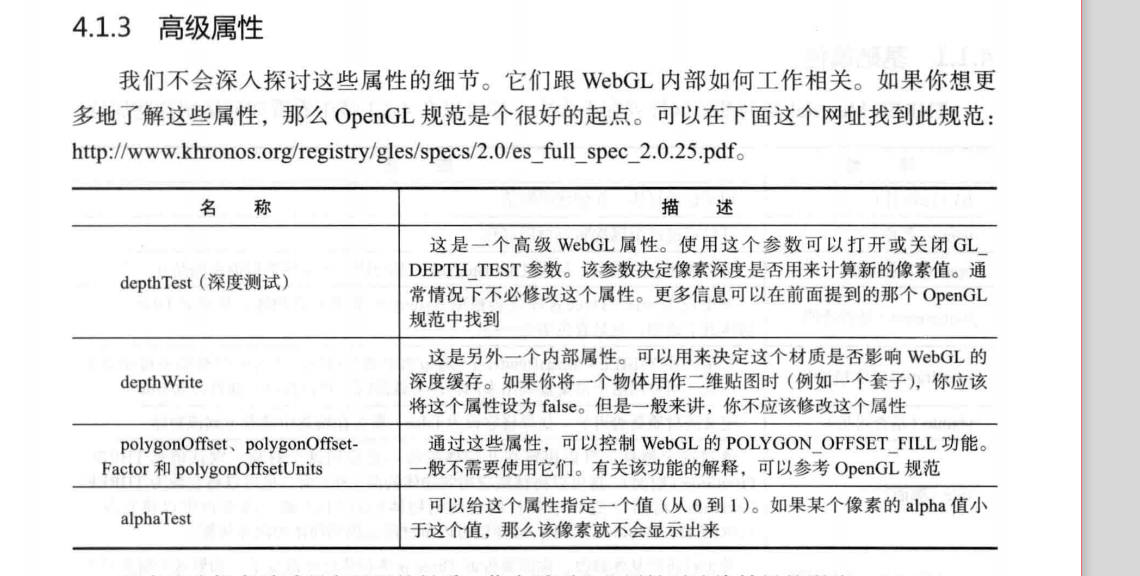 4.1.3 高级属性
我们不会深入探讨这些属性的细节。它们跟 WebGL 内部如何工作相关。如果你想更
多地了解这些属性，那么 OpenGL 规范是个很好的起点。可以在下面这个网址找到此规范：
http://www.khronos.org/registry/gles/specs/2.0/es_full_spec_2.0.25.pdf。
名 称
描 述
depthTest（深度测试）
这是一个高级 WebGL 属性。使用这个参数可以打开或关闭 GL_
DEPTH_TEST 参数。该参数决定像素深度是否用来计算新的像素值。通
常情况下不必修改这个属性。更多信息可以在前面提到的那个 OpenGL
规范中找到
depthWrite
这是另外一个内部属性。可以用来决定这个材质是否影响 WebGL 的
深度缓存。如果你将一个物体用作二维贴图时（例如一个套子），你应该
将这个属性设为 false。但是一般来讲，你不应该修改这个属性
polygonOffset、polygonOffset-
Factor 和 polygonOffsetUnits
通过这些属性，可以控制 WebGL 的 POLYGON_OFFSET_FILL 功能。
一般不需要使用它们。有关该功能的解释，可以参考 OpenGL 规范
alphaTest
可以给这个属性指定一个值（从 0 到 1）。如果某个像素的 alpha 值小
于这个值，那么该像素就不会显示出来